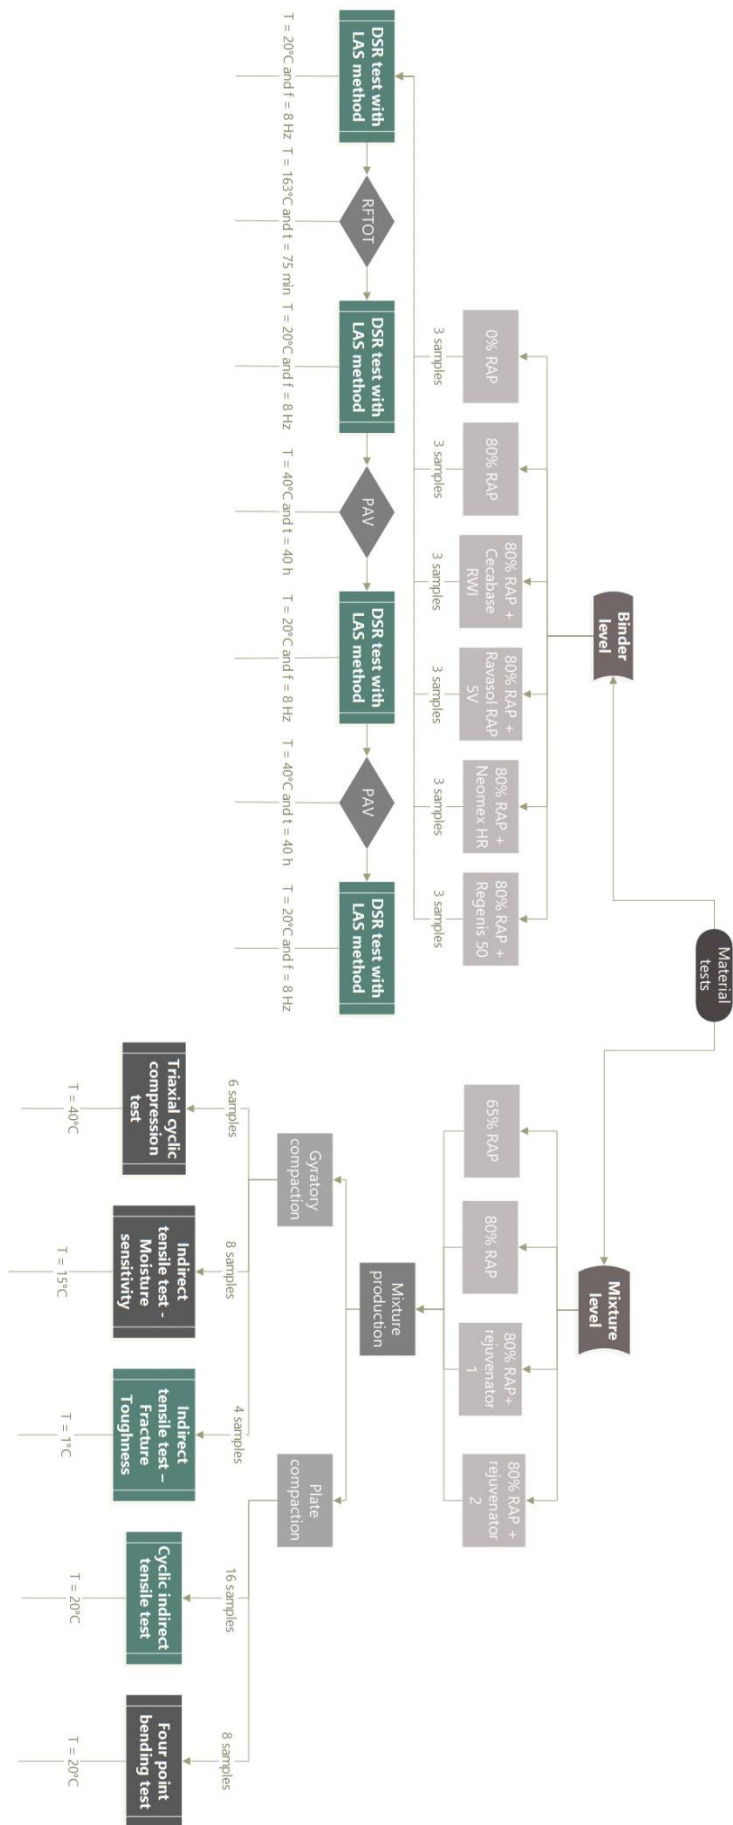 Material
tests
Binder
level
Mixture
level
0% RAP
80% RAP
80% RAP +
Cecabase
RWI
80% RAP +
Ravasol RAP
5V
80% RAP +
Neomex HR
80% RAP +
Regenis 50
65% RAP
80% RAP
80% RAP+
rejuvenator
1
80% RAP +
rejuvenator
2
3 samples
3 samples
3 samples
3 samples
3 samples
3 samples
DSR test with
LAS method
RFTOT
DSR test with
LAS method
PAV
DSR test with
LAS method
PAV
DSR test with
LAS method
Mixture
production
T = 20°C and f = 8 Hz
T = 163°C and t = 75 min
T = 20°C and f = 8 Hz
T = 40°C and t = 40 h
T = 20°C and f = 8 Hz
T = 40°C and t = 40 h
T = 20°C and f = 8 Hz
Gyratory
compaction
Plate
compaction
6 samples
8 samples
4 samples
16 samples
8 samples
Triaxial cyclic
compression
test
Indirect
tensile test -
Moisture
sensitivity
Indirect
tensile test –
Fracture
Toughness
Cyclic indirect
tensile test
Four point
bending test
T = 40°C
T = 15°C
T = 1°C
T = 20°C
T = 20°C